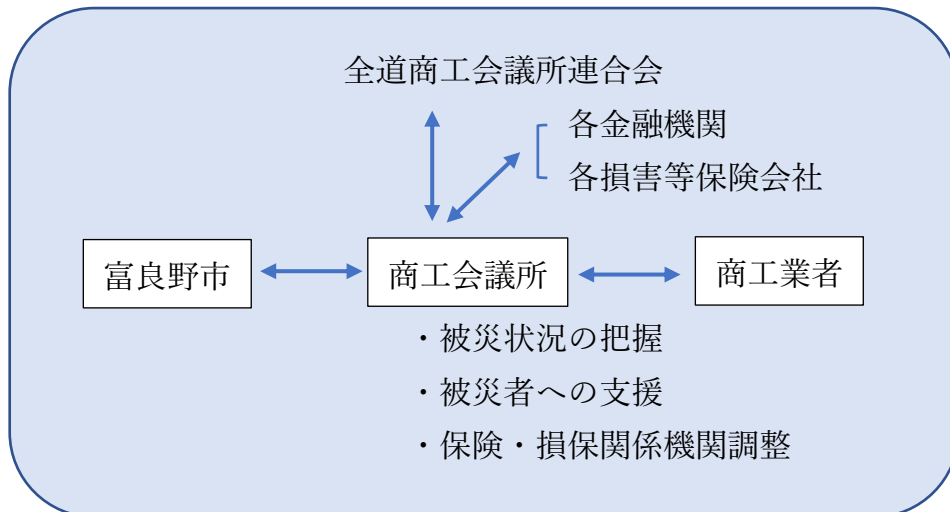 全道商工会議所連合会
各金融機関
各損害等保険会社
富良野市
商工会議所
商工業者
・被災状況の把握
・被災者への支援
・保険・損保関係機関調整